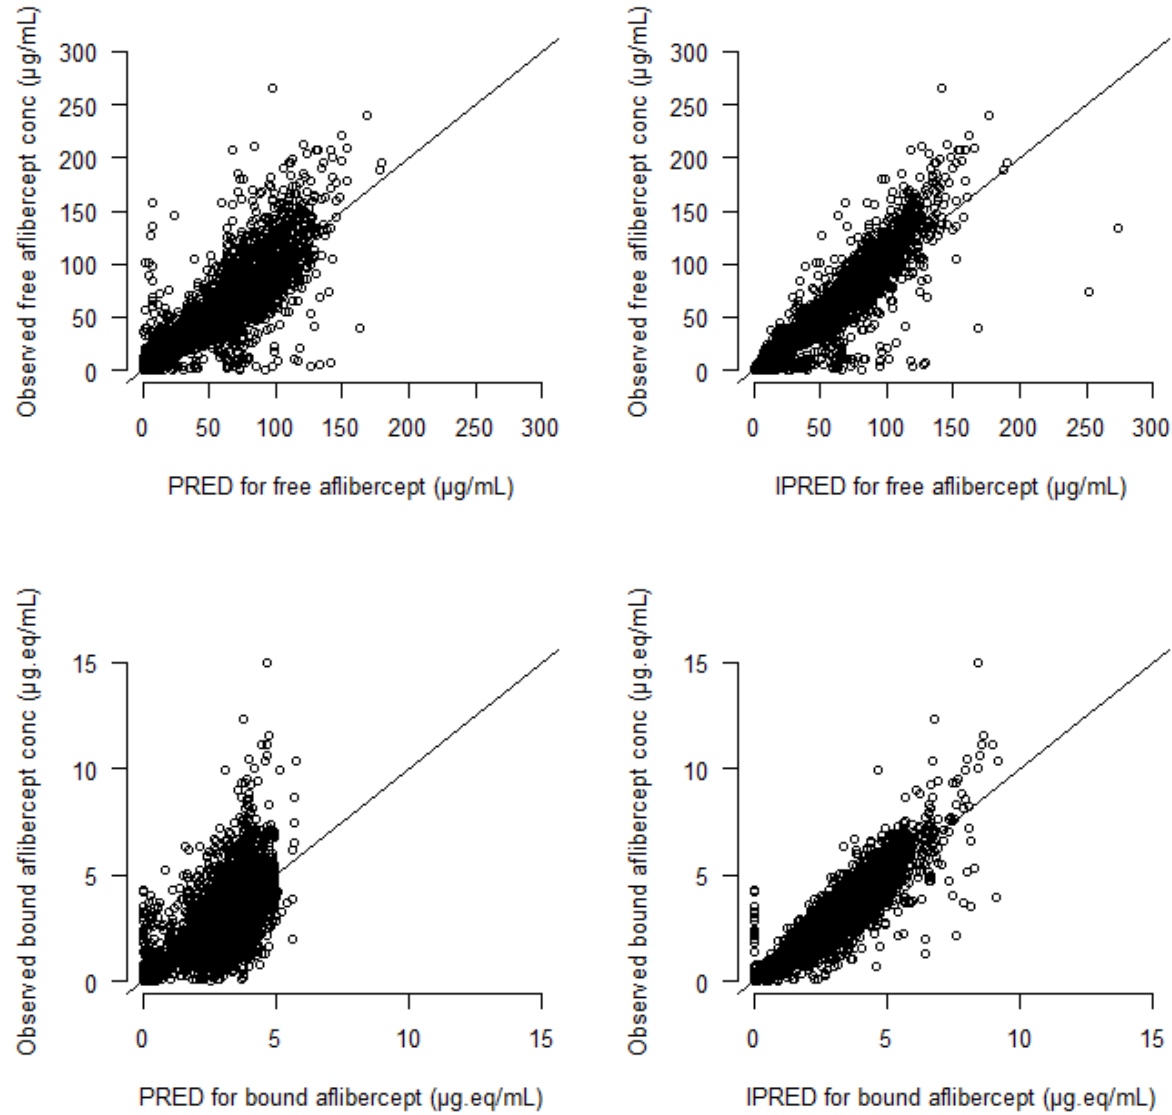 Observed free aflibercept conc (µg/mL)
300
250
200
150
100
50
0
0 50 100 150 200 250 300
PRED for free aflibercept (µg/mL)
Observed free aflibercept conc (µg/mL)
300
250
200
150
100
50
0
0 50 100 150 200 250 300
IPRED for free aflibercept (µg/mL)
Observed bound aflibercept conc (µg.eq/mL)
15
10
5
0
0 5 10 15
PRED for bound aflibercept (µg.eq/mL)
Observed bound aflibercept conc (µg.eq/mL)
15
10
5
0
0 5 10 15
IPRED for bound aflibercept (µg.eq/mL)